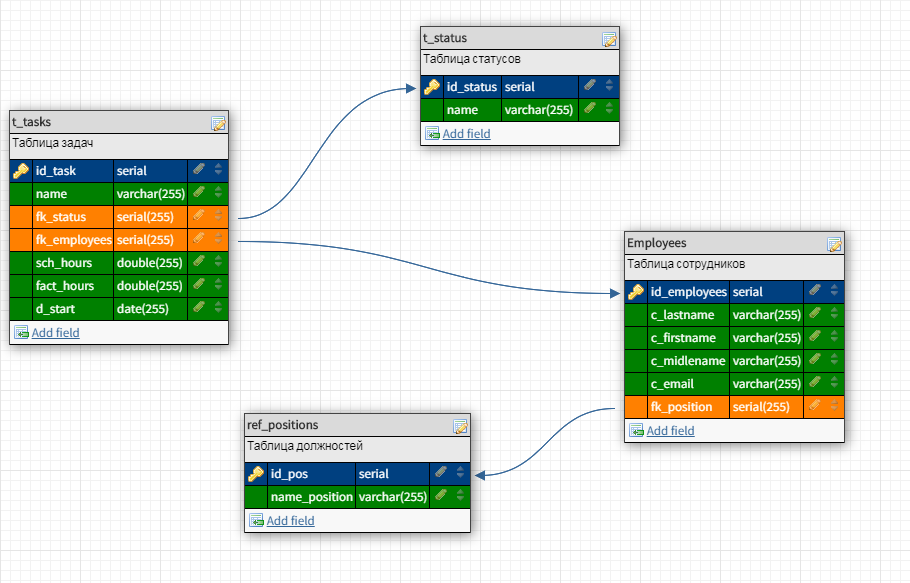 t_status
Таблица статусов
id_status serial
name varchar(255)
Add field
t_tasks
Таблица задач
id_task serial
name varchar(255)
fk_status serial(255)
fk_employees serial(255)
sch_hours double(255)
fact_hours double(255)
d_start date(255)
Add field
Employees
Таблица сотрудников
id_employees serial
c_lastname varchar(255)
c_firstname varchar(255)
c_midlename varchar(255)
c_email varchar(255)
fk_position serial(255)
Add field
ref_positions
Таблица должностей
id_pos serial
name_position varchar(255)
Add field